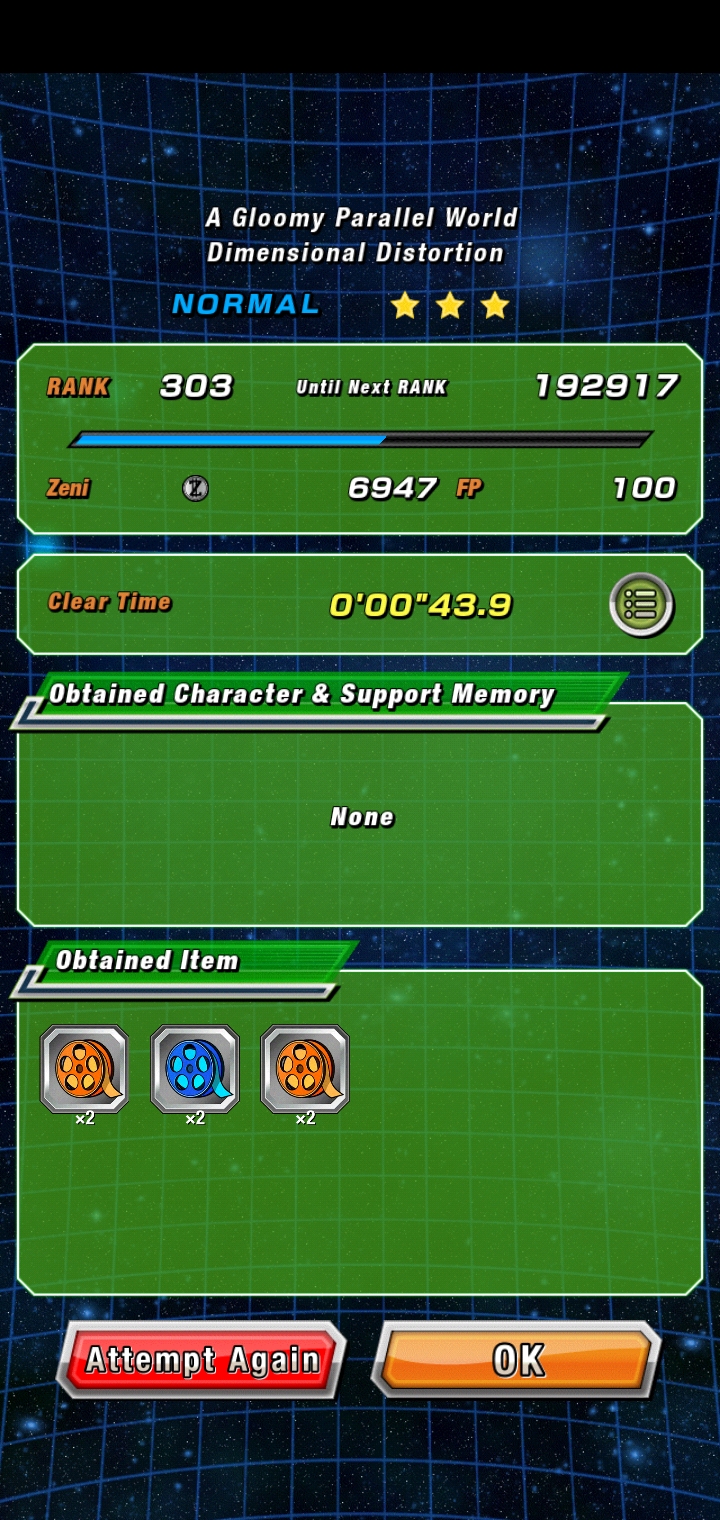 A Gloomy Parallel World
Dimensional Distortion
NORMAL
RANK 303 Until Next RANK 192917
Zeni Z 6947 FP 100
Clear Time 0'00"43.9
Obtained Character & Support Memory
None
Obtained Item
×2 ×2 ×2
Attempt Again OK